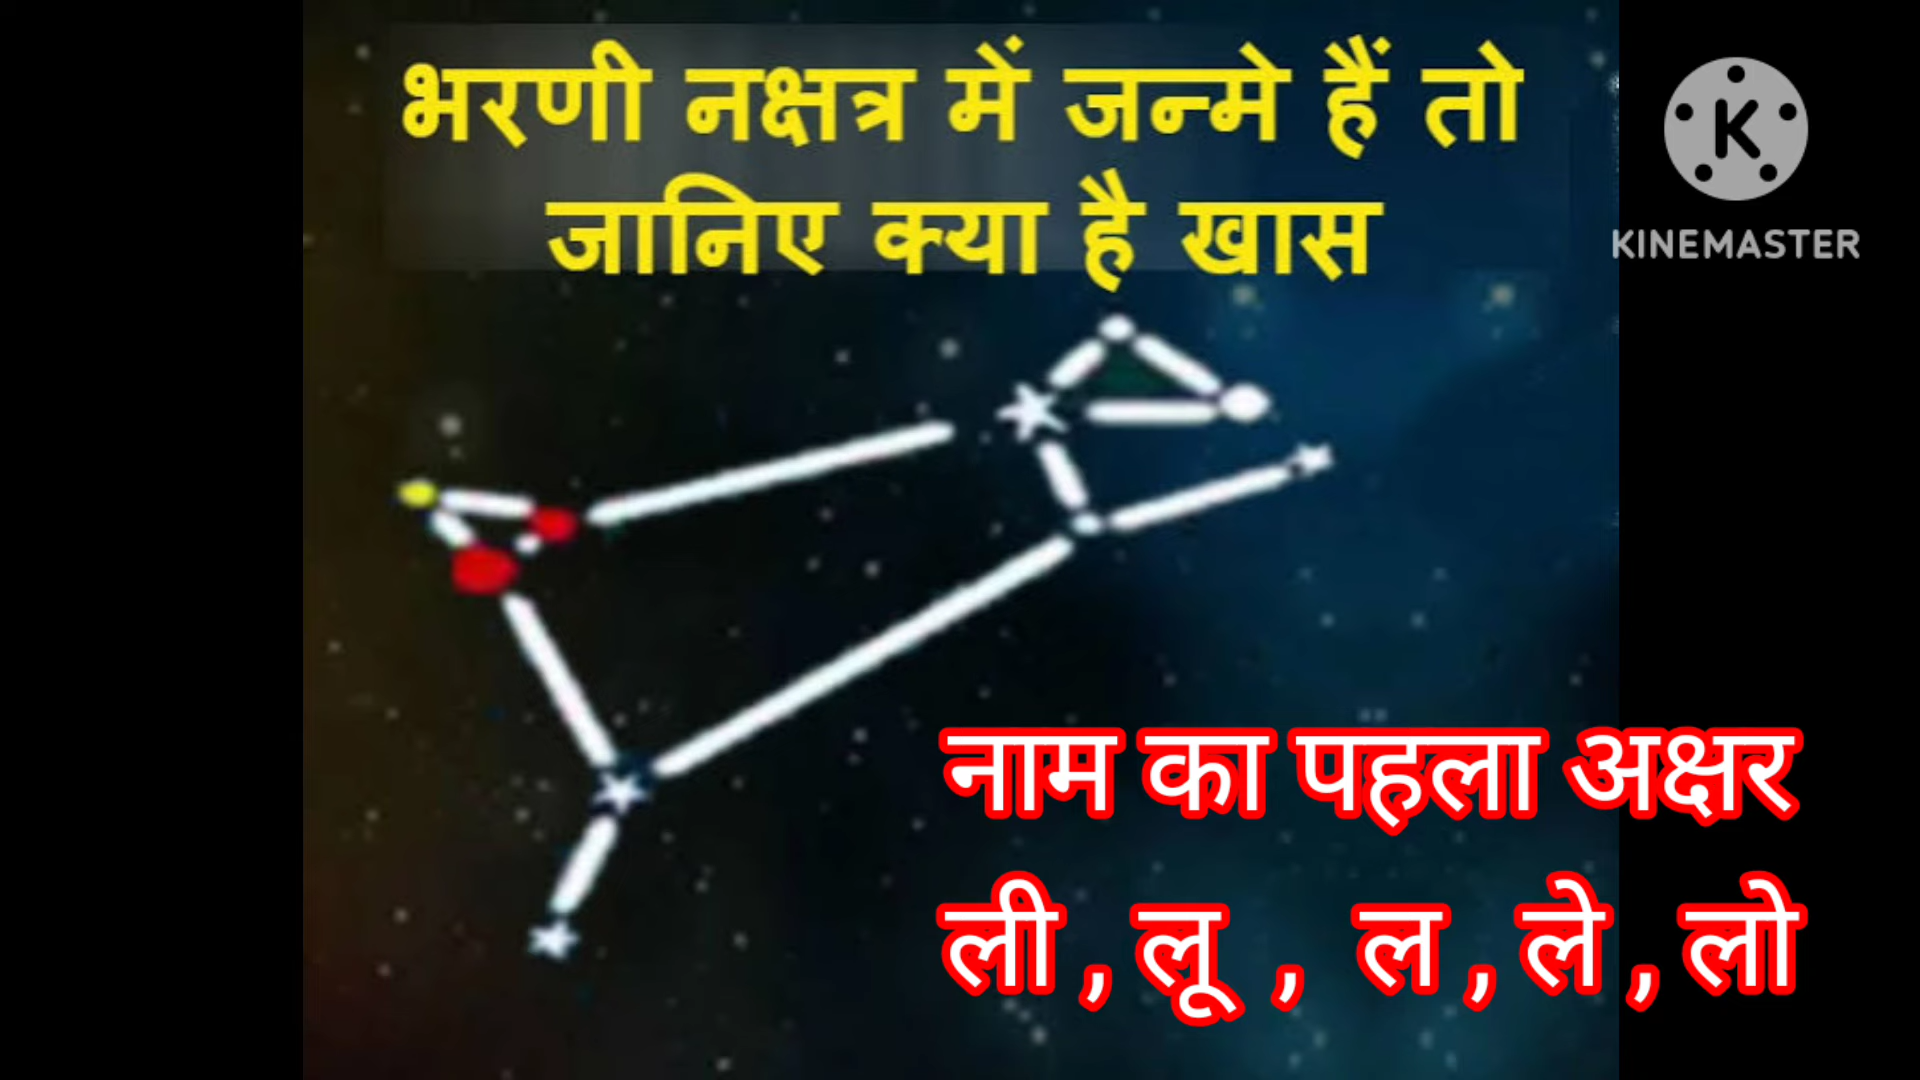 भरणी नक्षत्र में जन्मे हैं तो
जानिए क्या है खास
K
KINEMASTER
नाम का पहला अक्षर
ली , लू , ल , ले , लो